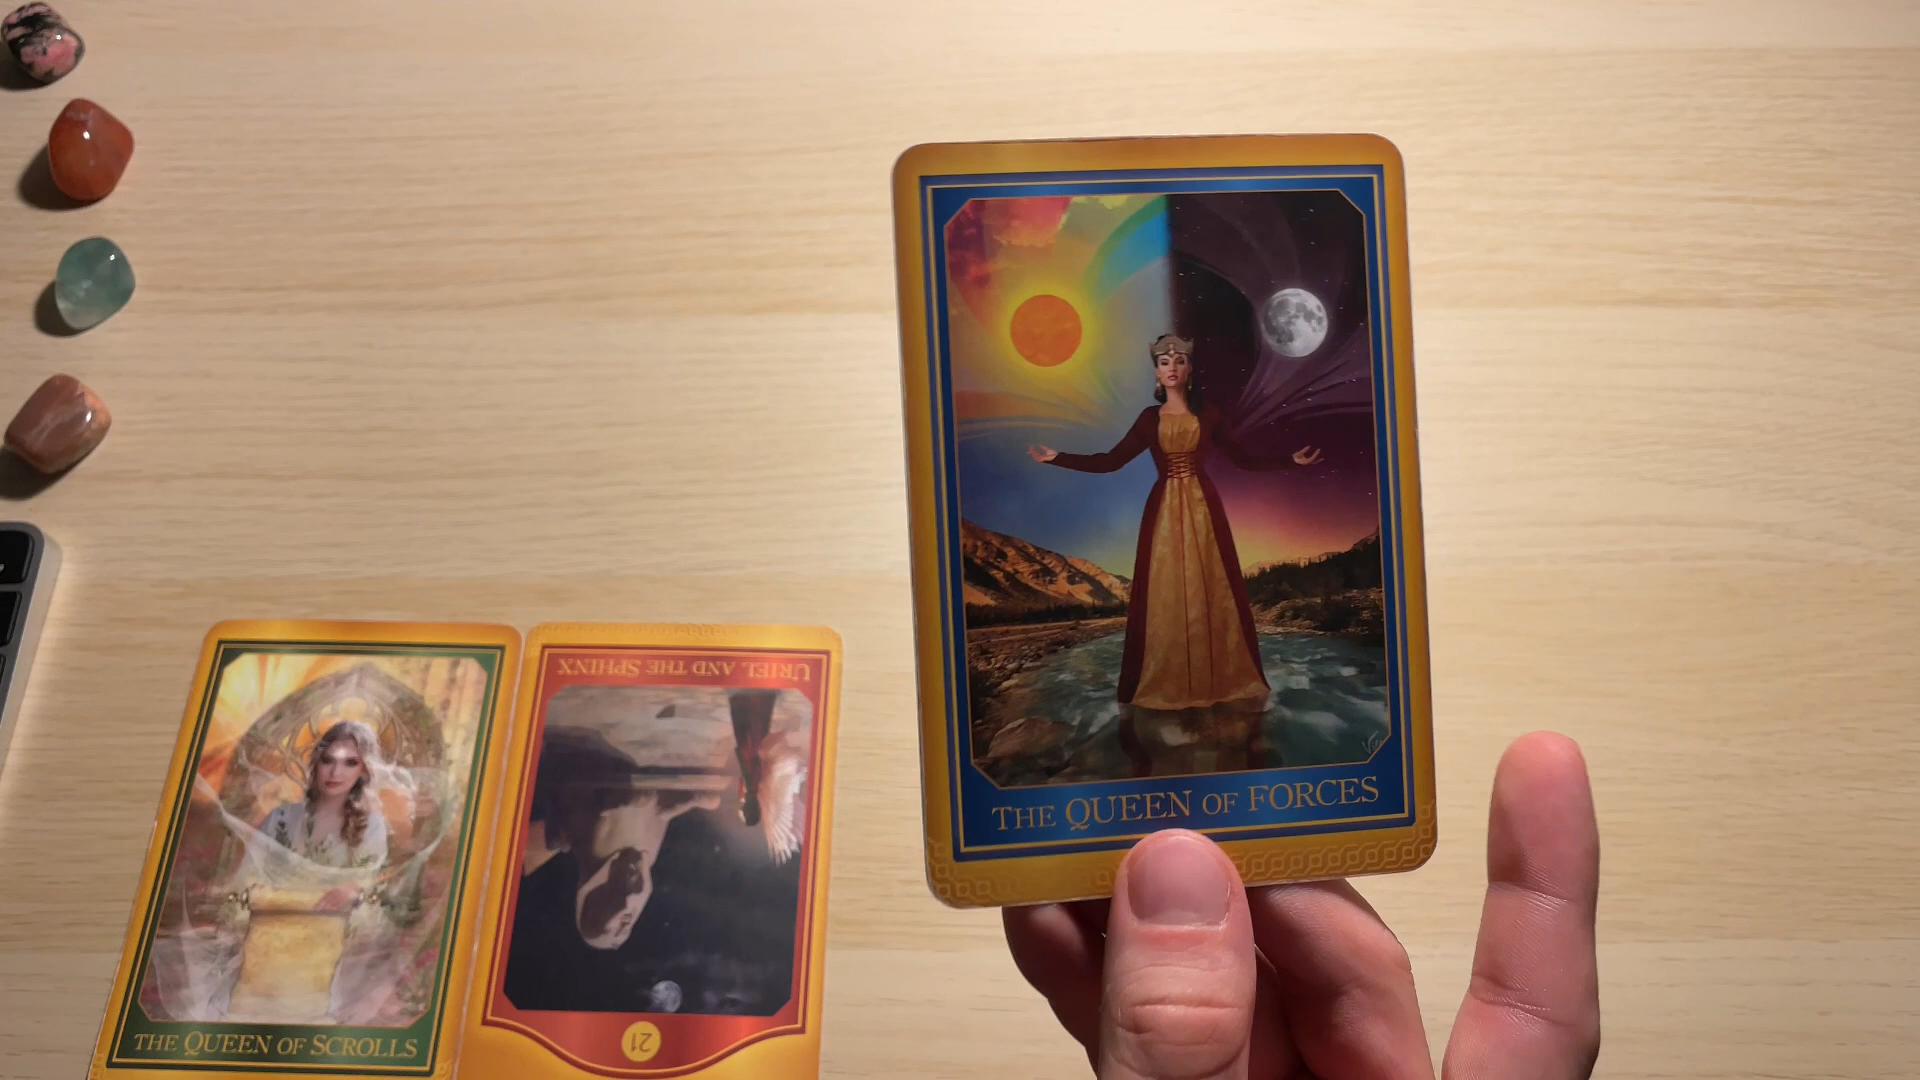 THE QUEEN OF FORCES
URIEL AND THE SPHINX
21
THE QUEEN OF SCROLLS